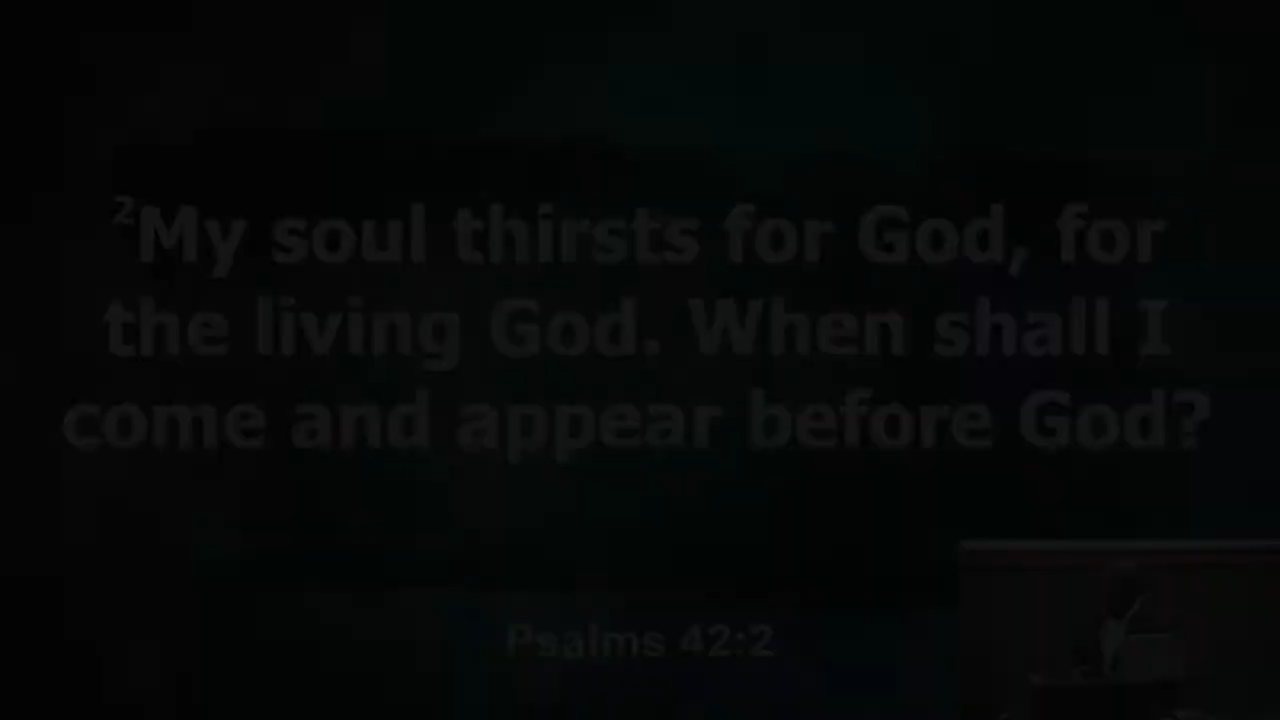 ²My soul thirsts for God, for
the living God. When shall I
come and appear before God?
Psalms 42:2